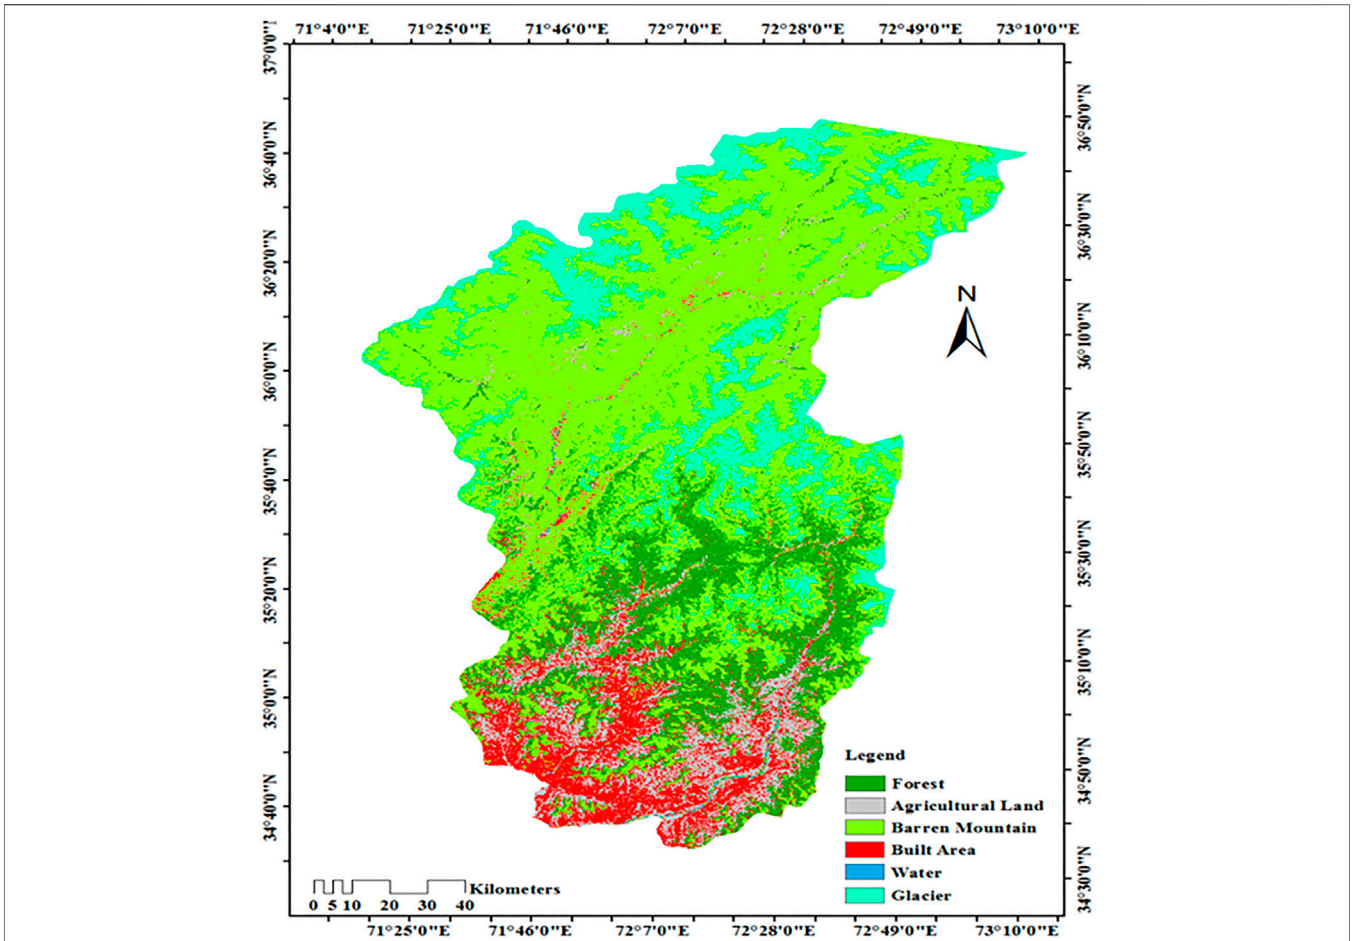 71°4'0"E 71°25'0"E 71°46'0"E 72°7'0"E 72°28'0"E 72°49'0"E 73°10'0"E
37°0'0"N
36°40'0"N
36°20'0"N
36°0'0"N
35°40'0"N
35°20'0"N
35°0'0"N
34°40'0"N
36°50'0"N
36°30'0"N
36°10'0"N
35°50'0"N
35°30'0"N
35°10'0"N
34°50'0"N
34°30'0"N
N
Legend
Forest
Agricultural Land
Barren Mountain
Built Area
Water
Glacier
Kilometers
0 5 10 20 30 40
71°25'0"E 71°46'0"E 72°7'0"E 72°28'0"E 72°49'0"E 73°10'0"E